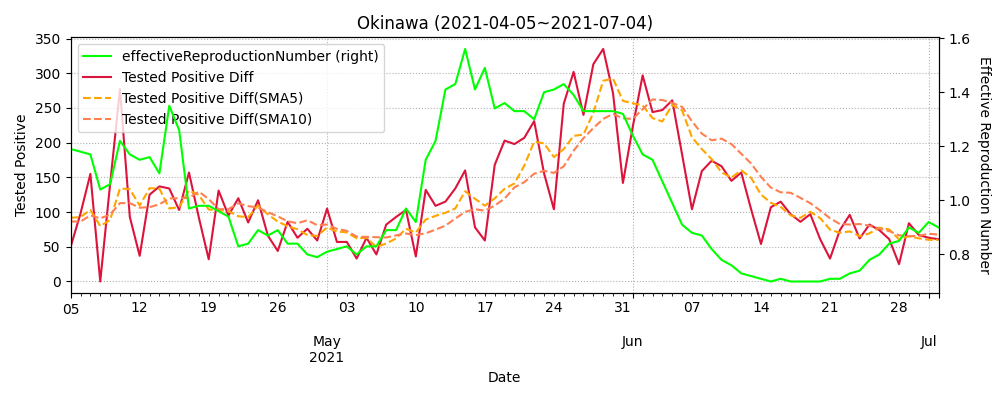 Okinawa (2021-04-05~2021-07-04)
effectiveReproductionNumber (right)
Tested Positive Diff
Tested Positive Diff(SMA5)
Tested Positive Diff(SMA10)
Tested Positive
350
300
250
200
150
100
50
0
1.6
1.4
1.2
1.0
0.8
Effective Reproduction Number
05 12 19 26 03 10 17 24 31 07 14 21 28
May Jun Jul
2021
Date